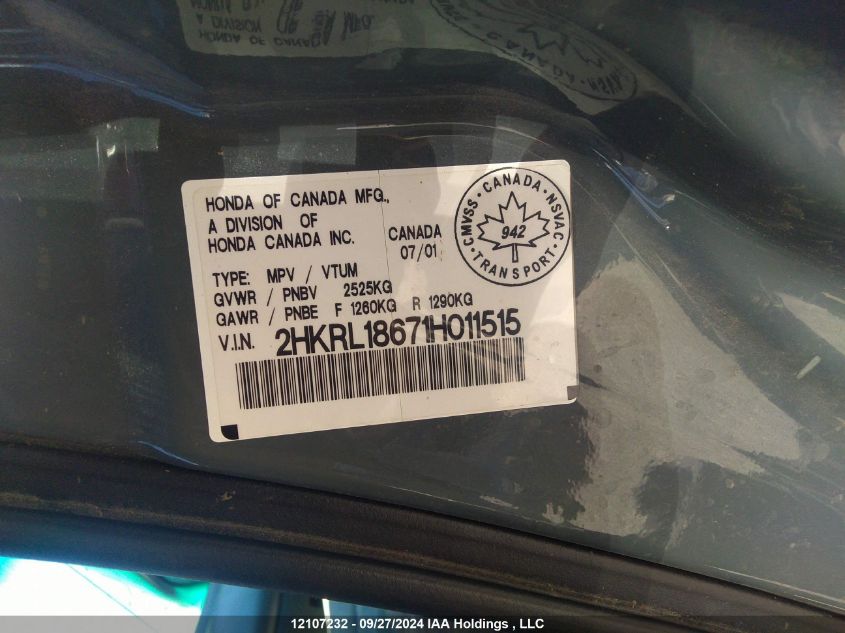 HONDA OF CANADA MFG.,
A DIVISION OF
HONDA CANADA INC.
CANADA
07/01
CMVSS • CANADA • NSVAC
942
• TRANSPORT •
TYPE: MPV / VTUM
GVWR / PNBV 2525KG
GAWR / PNBE F 1260KG R 1290KG
V.I.N. 2HKRL18671H011515
12107232 - 09/27/2024 IAA Holdings , LLC